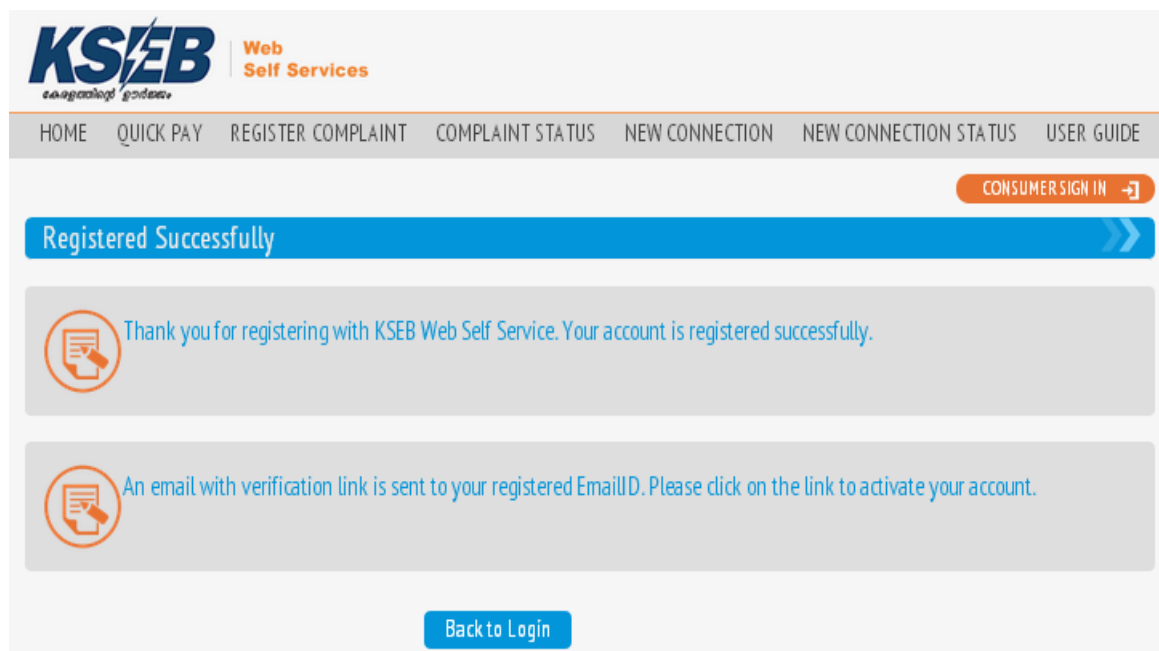 KSEB
Web
Self Services
കേരളത്തിന്റെ ഊർജ്ജം
HOME QUICK PAY REGISTER COMPLAINT COMPLAINT STATUS NEW CONNECTION NEW CONNECTION STATUS USER GUIDE
CONSUMER SIGN IN
Registered Successfully
Thank you for registering with KSEB Web Self Service. Your account is registered successfully.
An email with verification link is sent to your registered EmailID. Please click on the link to activate your account.
Back to Login